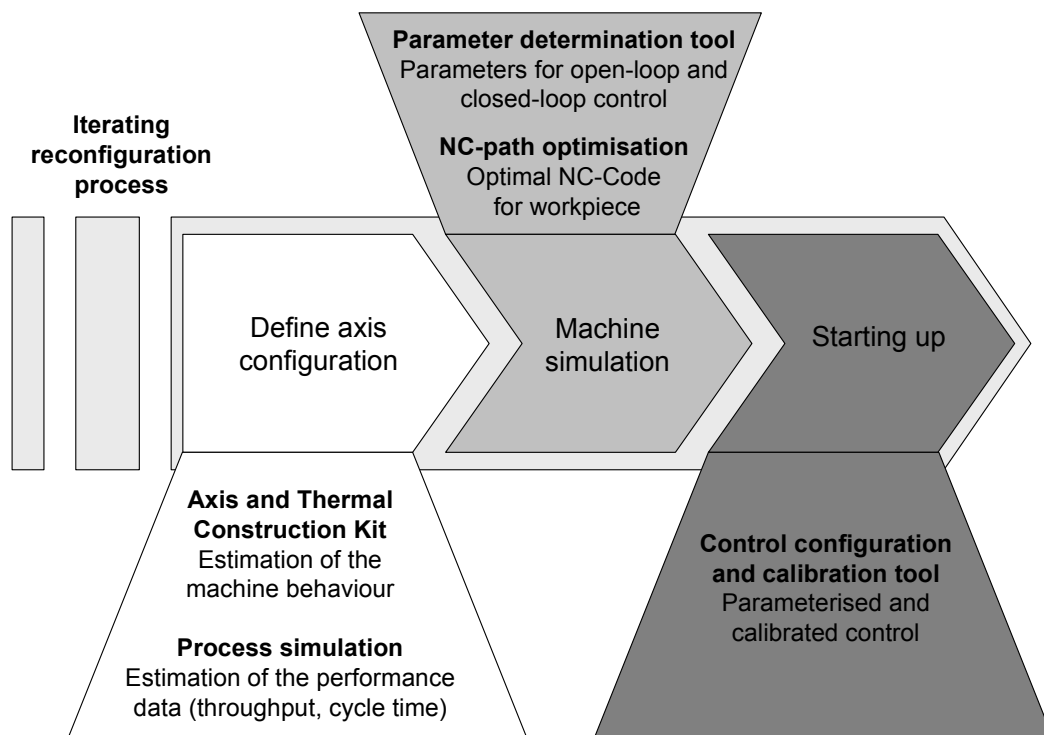 Parameter determination tool
Parameters for open-loop and
closed-loop control
NC-path optimisation
Optimal NC-Code
for workpiece
Iterating
reconfiguration
process
Define axis
configuration
Machine
simulation
Starting up
Axis and Thermal
Construction Kit
Estimation of the
machine behaviour
Process simulation
Estimation of the performance
data (throughput, cycle time)
Control configuration
and calibration tool
Parameterised and
calibrated control